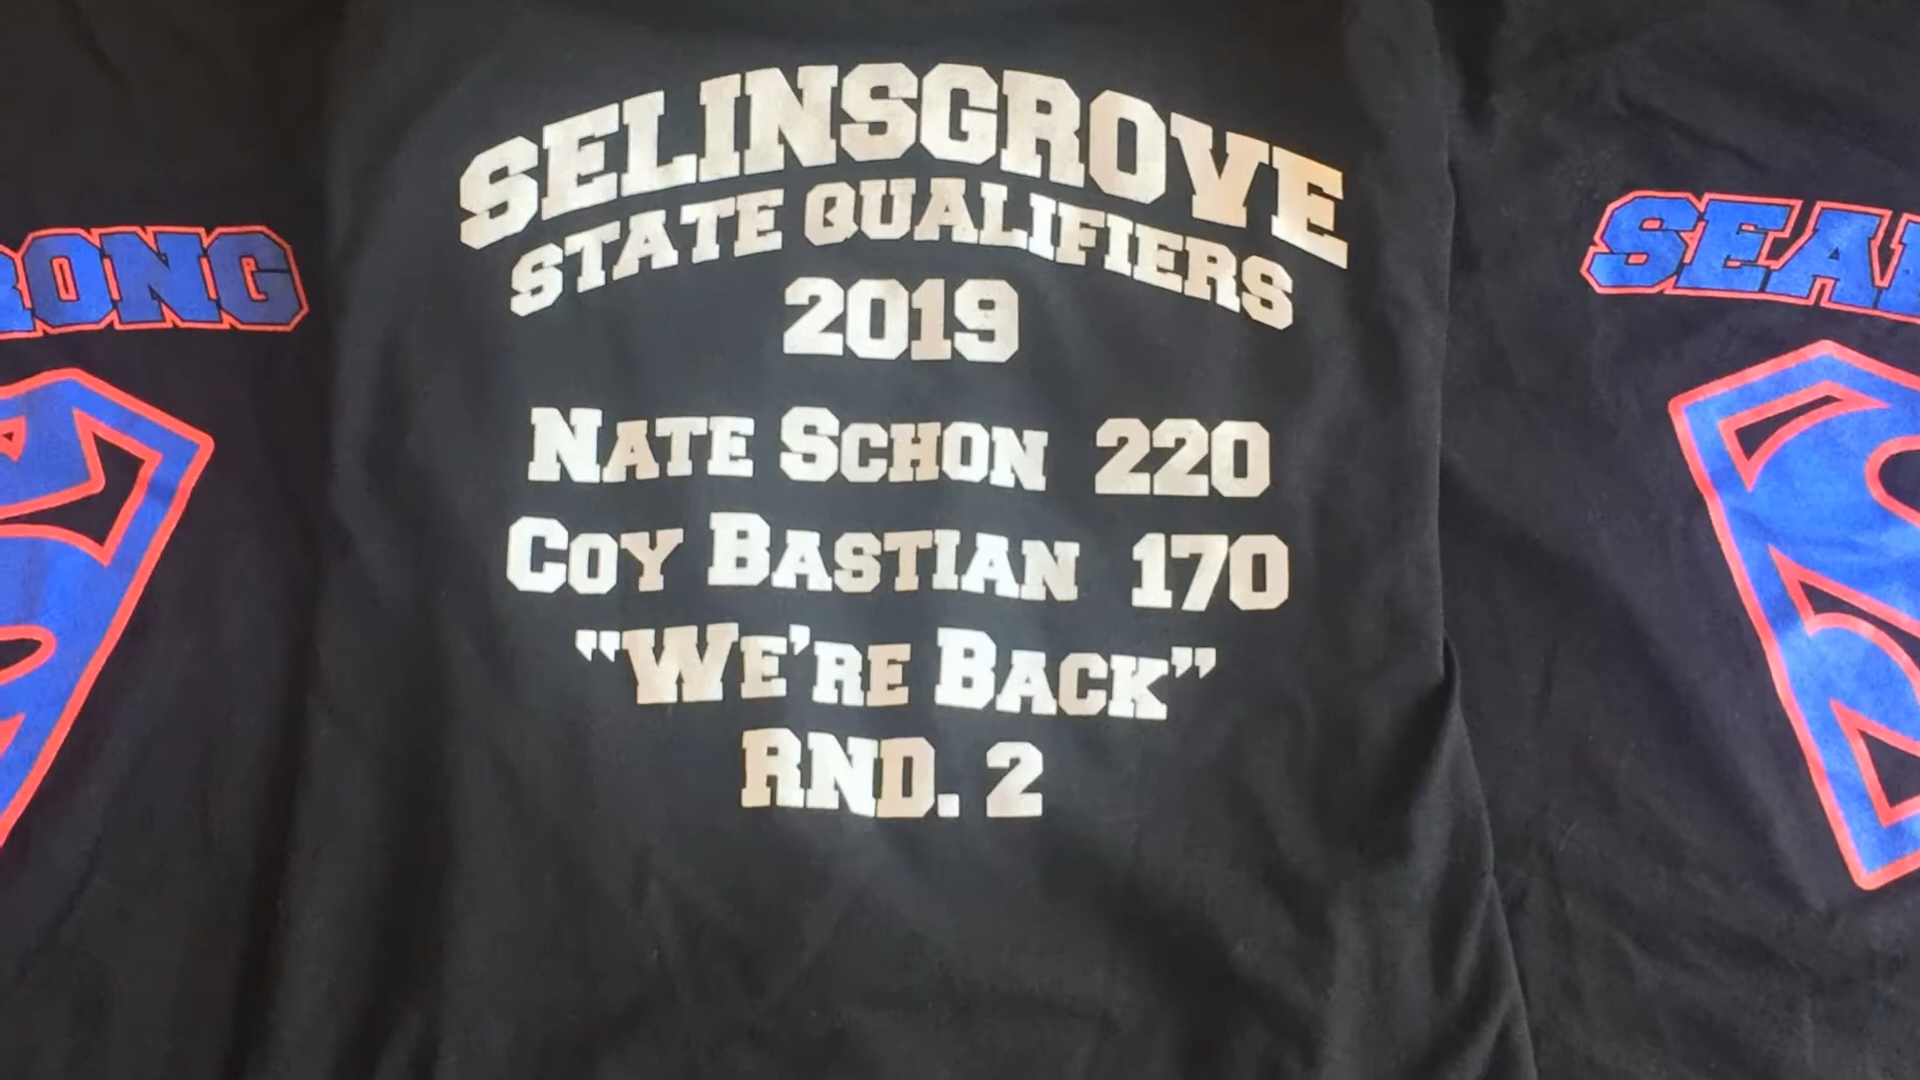 SELINSGROVE
STATE QUALIFIERS
2019
NATE SCHON 220
COY BASTIAN 170
“WE’RE BACK”
RND. 2